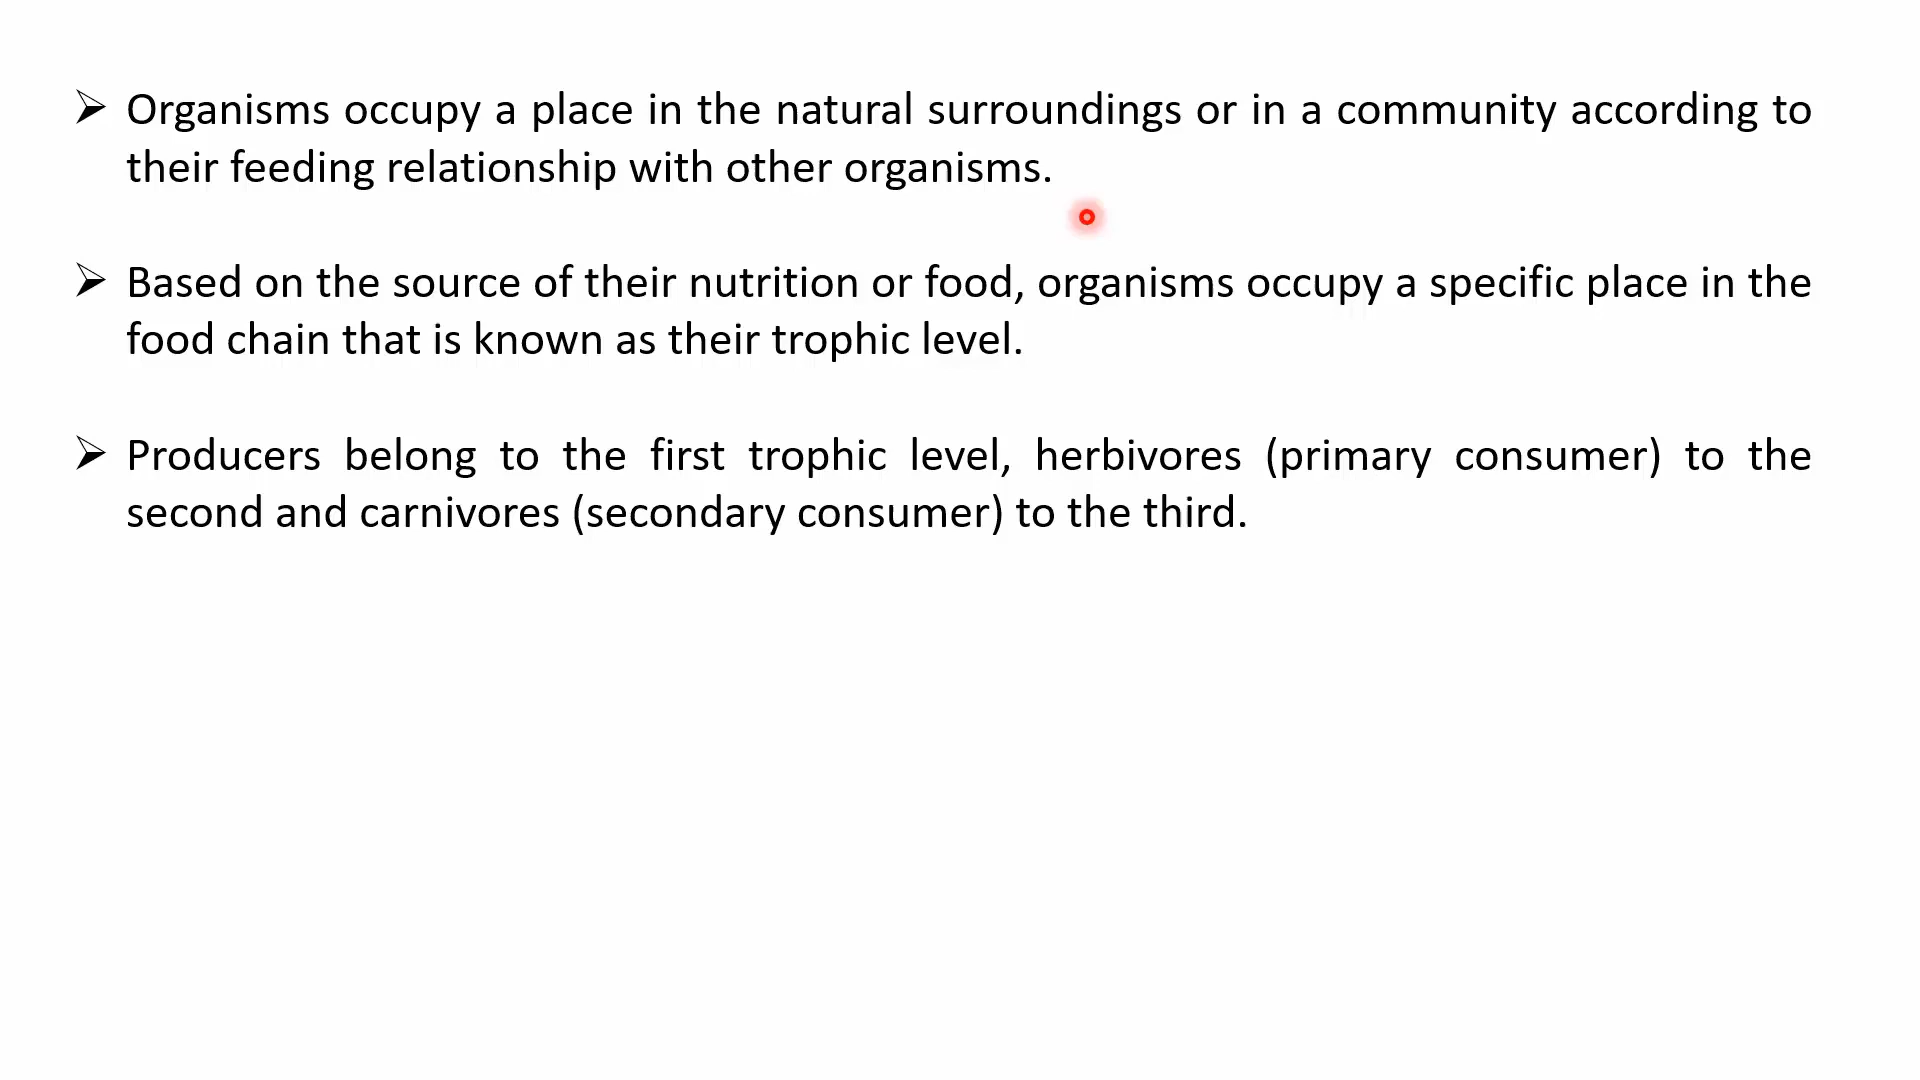 ➢ Organisms occupy a place in the natural surroundings or in a community according to
their feeding relationship with other organisms.
➢ Based on the source of their nutrition or food, organisms occupy a specific place in the
food chain that is known as their trophic level.
➢ Producers belong to the first trophic level, herbivores (primary consumer) to the
second and carnivores (secondary consumer) to the third.